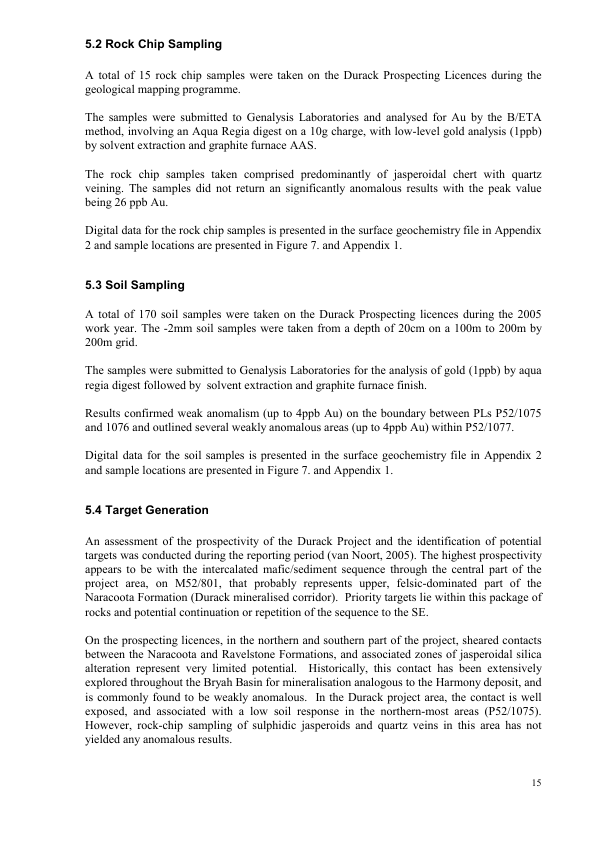 5.2 Rock Chip Sampling
A total of 15 rock chip samples were taken on the Durack Prospecting Licences during the
geological mapping programme.
The samples were submitted to Genalysis Laboratories and analysed for Au by the B/ETA
method, involving an Aqua Regia digest on a 10g charge, with low-level gold analysis (1ppb)
by solvent extraction and graphite furnace AAS.
The rock chip samples taken comprised predominantly of jasperoidal chert with quartz
veining. The samples did not return an significantly anomalous results with the peak value
being 26 ppb Au.
Digital data for the rock chip samples is presented in the surface geochemistry file in Appendix
2 and sample locations are presented in Figure 7. and Appendix 1.
5.3 Soil Sampling
A total of 170 soil samples were taken on the Durack Prospecting licences during the 2005
work year. The -2mm soil samples were taken from a depth of 20cm on a 100m to 200m by
200m grid.
The samples were submitted to Genalysis Laboratories for the analysis of gold (1ppb) by aqua
regia digest followed by solvent extraction and graphite furnace finish.
Results confirmed weak anomalism (up to 4ppb Au) on the boundary between PLs P52/1075
and 1076 and outlined several weakly anomalous areas (up to 4ppb Au) within P52/1077.
Digital data for the soil samples is presented in the surface geochemistry file in Appendix 2
and sample locations are presented in Figure 7. and Appendix 1.
5.4 Target Generation
An assessment of the prospectivity of the Durack Project and the identification of potential
targets was conducted during the reporting period (van Noort, 2005). The highest prospectivity
appears to be with the intercalated mafic/sediment sequence through the central part of the
project area, on M52/801, that probably represents upper, felsic-dominated part of the
Naracoota Formation (Durack mineralised corridor). Priority targets lie within this package of
rocks and potential continuation or repetition of the sequence to the SE.
On the prospecting licences, in the northern and southern part of the project, sheared contacts
between the Naracoota and Ravelstone Formations, and associated zones of jasperoidal silica
alteration represent very limited potential. Historically, this contact has been extensively
explored throughout the Bryah Basin for mineralisation analogous to the Harmony deposit, and
is commonly found to be weakly anomalous. In the Durack project area, the contact is well
exposed, and associated with a low soil response in the northern-most areas (P52/1075).
However, rock-chip sampling of sulphidic jasperoids and quartz veins in this area has not
yielded any anomalous results.
15